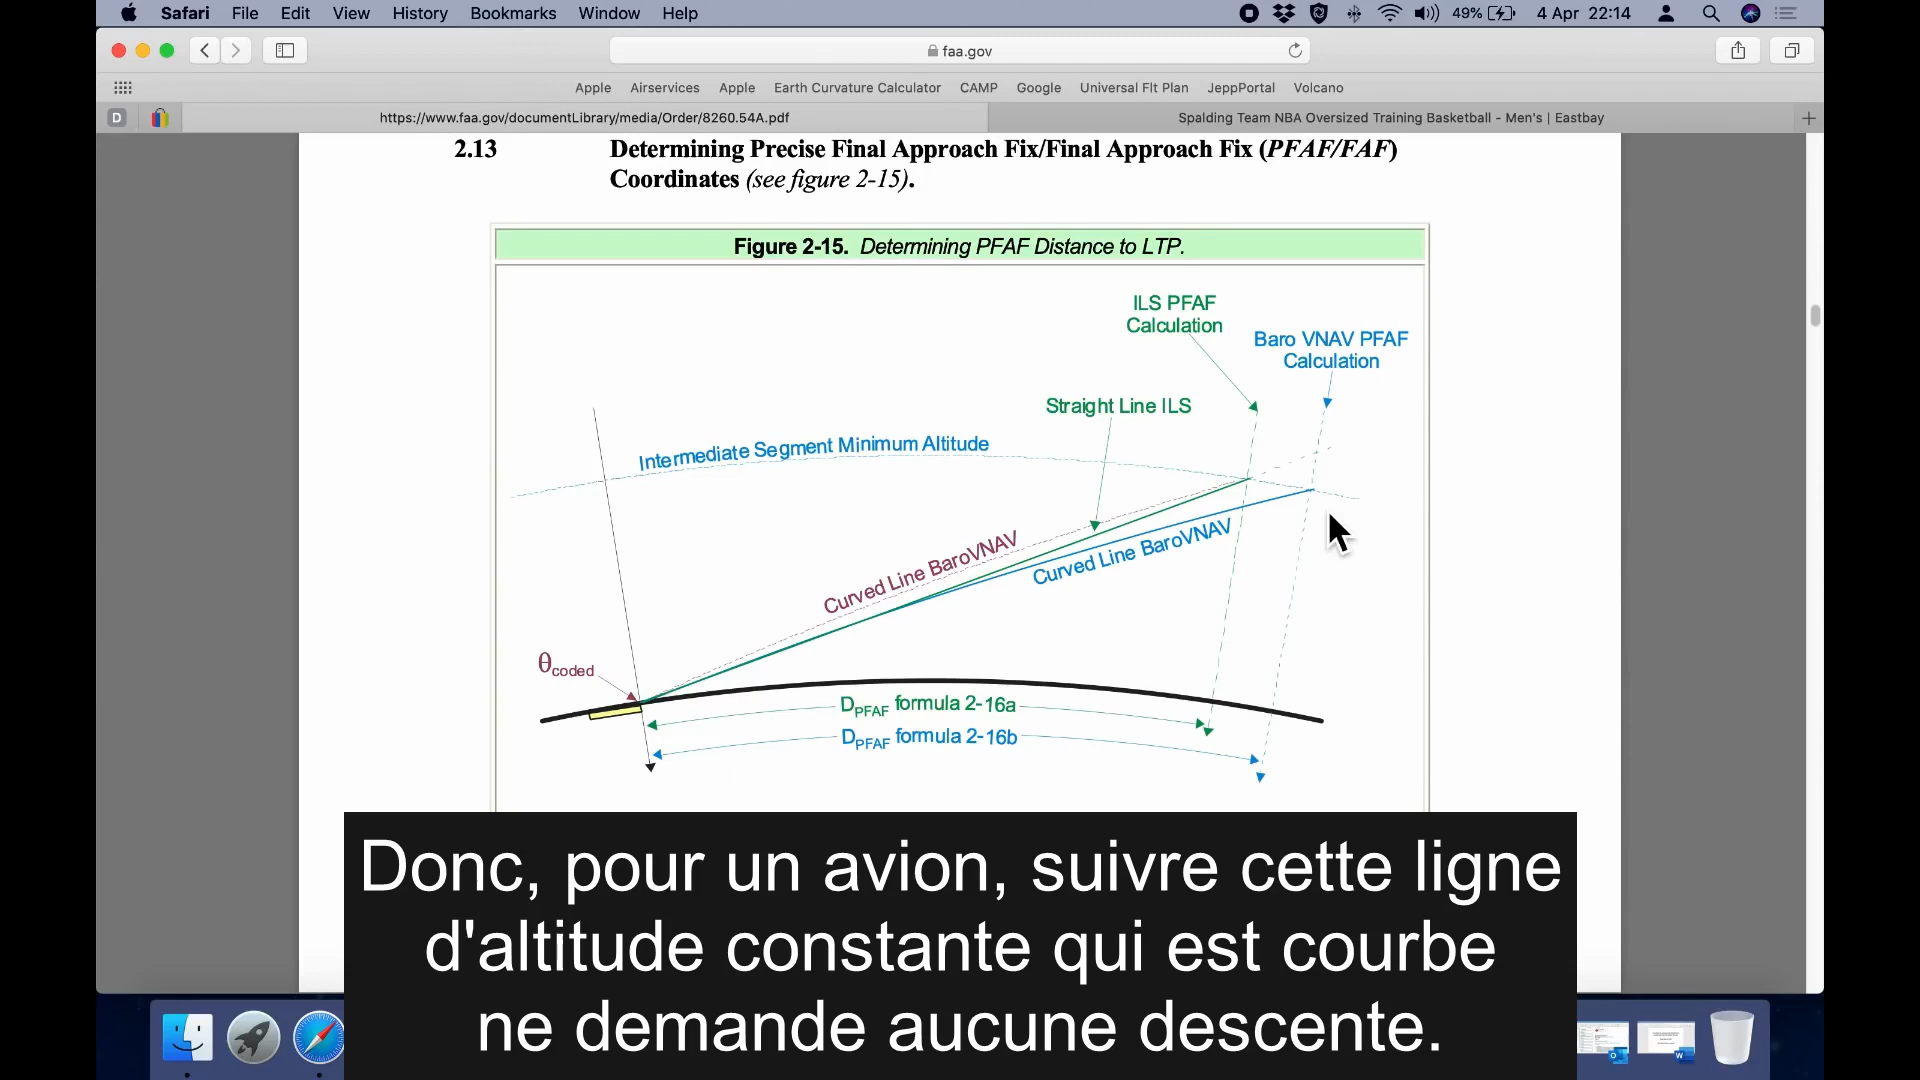 Safari File Edit View History Bookmarks Window Help 49% 4 Apr 22:14
faa.gov
Apple Airservices Apple Earth Curvature Calculator CAMP Google Universal Flt Plan JeppPortal Volcano
D https://www.faa.gov/documentLibrary/media/Order/8260.54A.pdf Spalding Team NBA Oversized Training Basketball - Men's | Eastbay
2.13 Determining Precise Final Approach Fix/Final Approach Fix (PFAF/FAF)
Coordinates (see figure 2-15).
Figure 2-15. Determining PFAF Distance to LTP.
ILS PFAF
Calculation
Baro VNAV PFAF
Calculation
Straight Line ILS
Intermediate Segment Minimum Altitude
Curved Line BaroVNAV
Curved Line BaroVNAV
θcoded
DPFAF formula 2-16a
DPFAF formula 2-16b
Donc, pour un avion, suivre cette ligne
d'altitude constante qui est courbe
ne demande aucune descente.